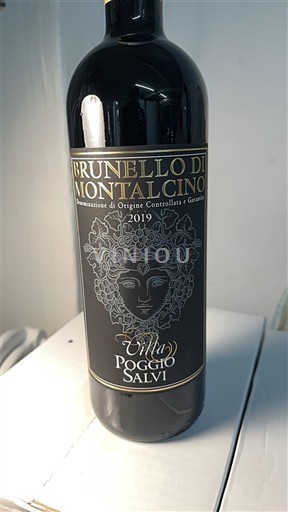 BRUNELLO DI
MONTALCINO
Denominazione di Origine Controllata e Garantita
2019
VINIOU
Villa
POGGIO
SALVI